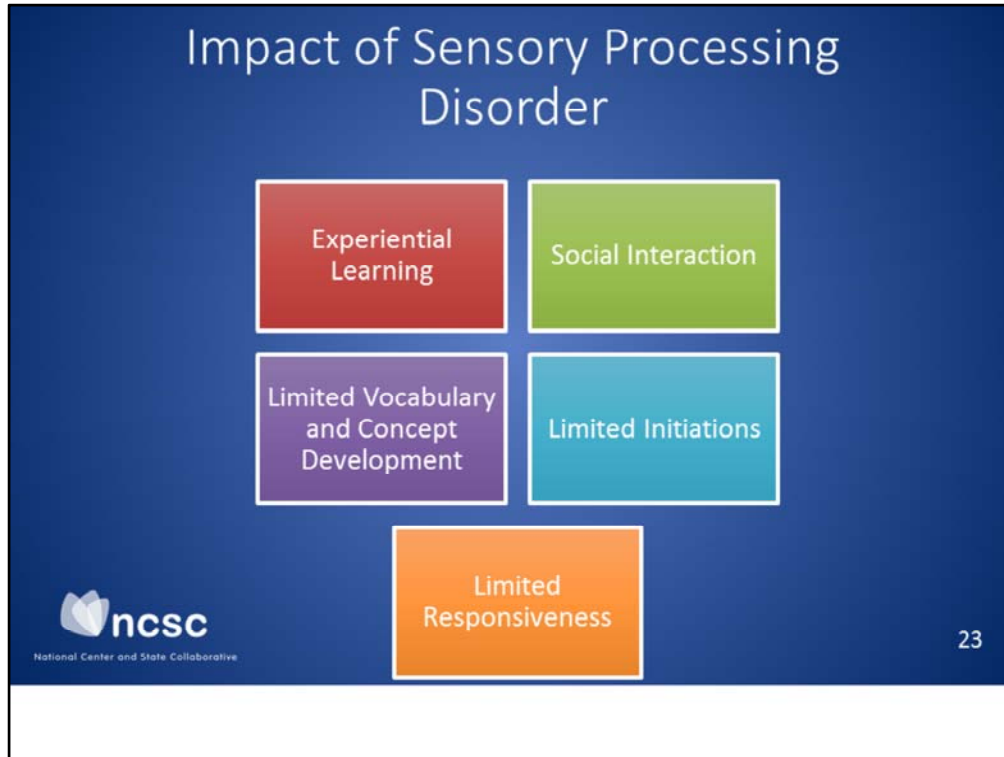 Impact of Sensory Processing
Disorder
Experiential
Learning
Social Interaction
Limited Vocabulary
and Concept
Development
Limited Initiations
Limited
Responsiveness
ncsc
National Center and State Collaborative
23